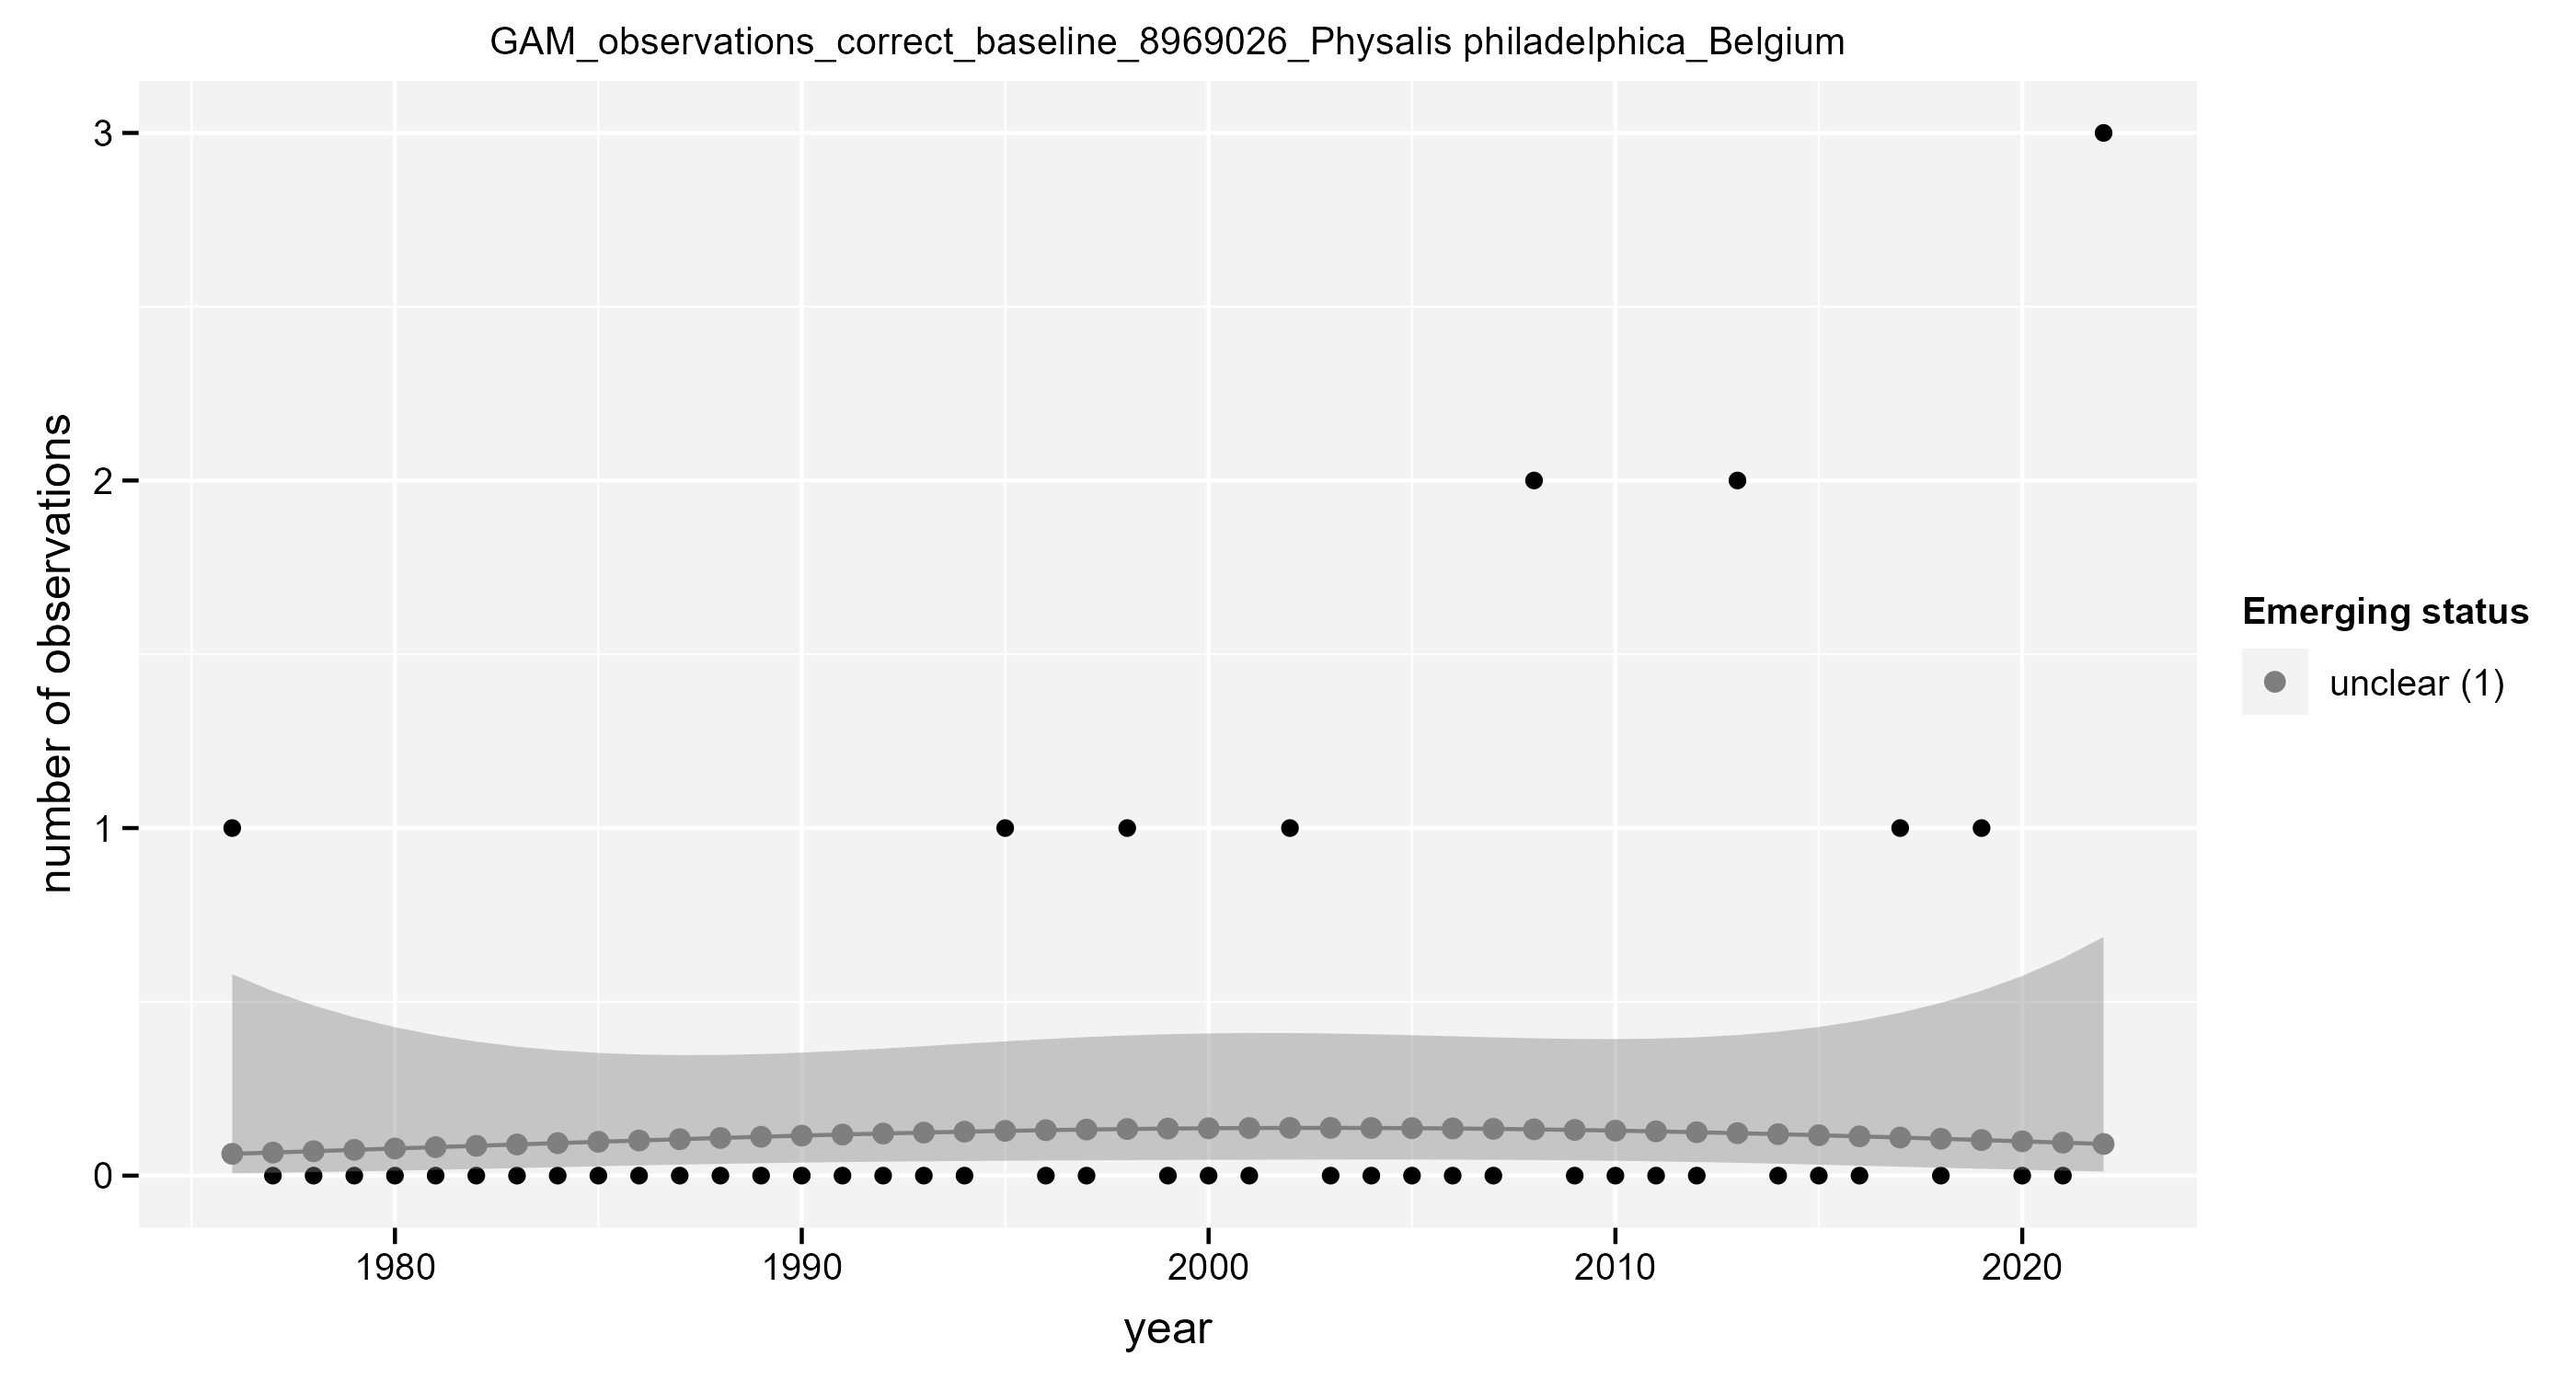 GAM_observations_correct_baseline_8969026_Physalis philadelphica_Belgium
number of observations
3
2
1
0
1980 1990 2000 2010 2020
year
Emerging status
unclear (1)